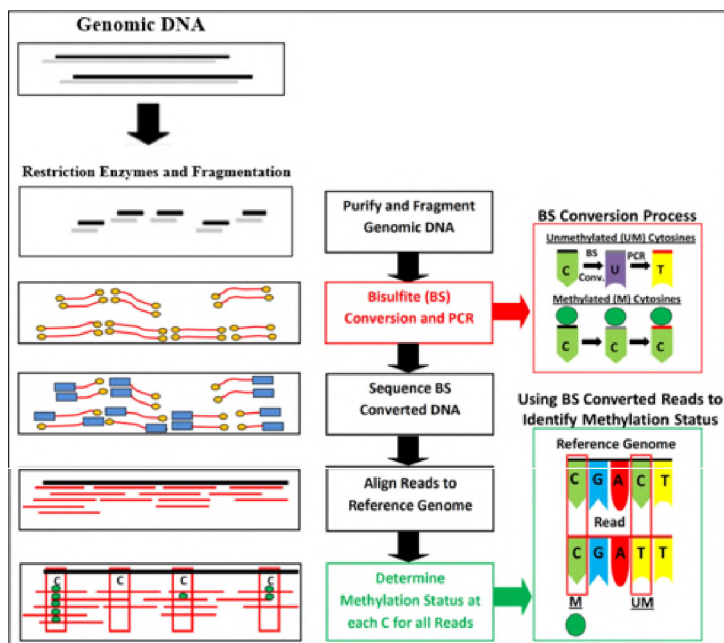 Genomic DNA
Restriction Enzymes and Fragmentation
Purify and Fragment
Genomic DNA
Bisulfite (BS)
Conversion and PCR
Sequence BS
Converted DNA
Align Reads to
Reference Genome
Determine
Methylation Status at
each C for all Reads
C C C C
BS Conversion Process
Unmethylated (UM) Cytosines
BS PCR
C U T
Conv.
Methylated (M) Cytosines
C C C
Using BS Converted Reads to
Identify Methylation Status
Reference Genome
C G A C T
Read
C G A T T
M UM